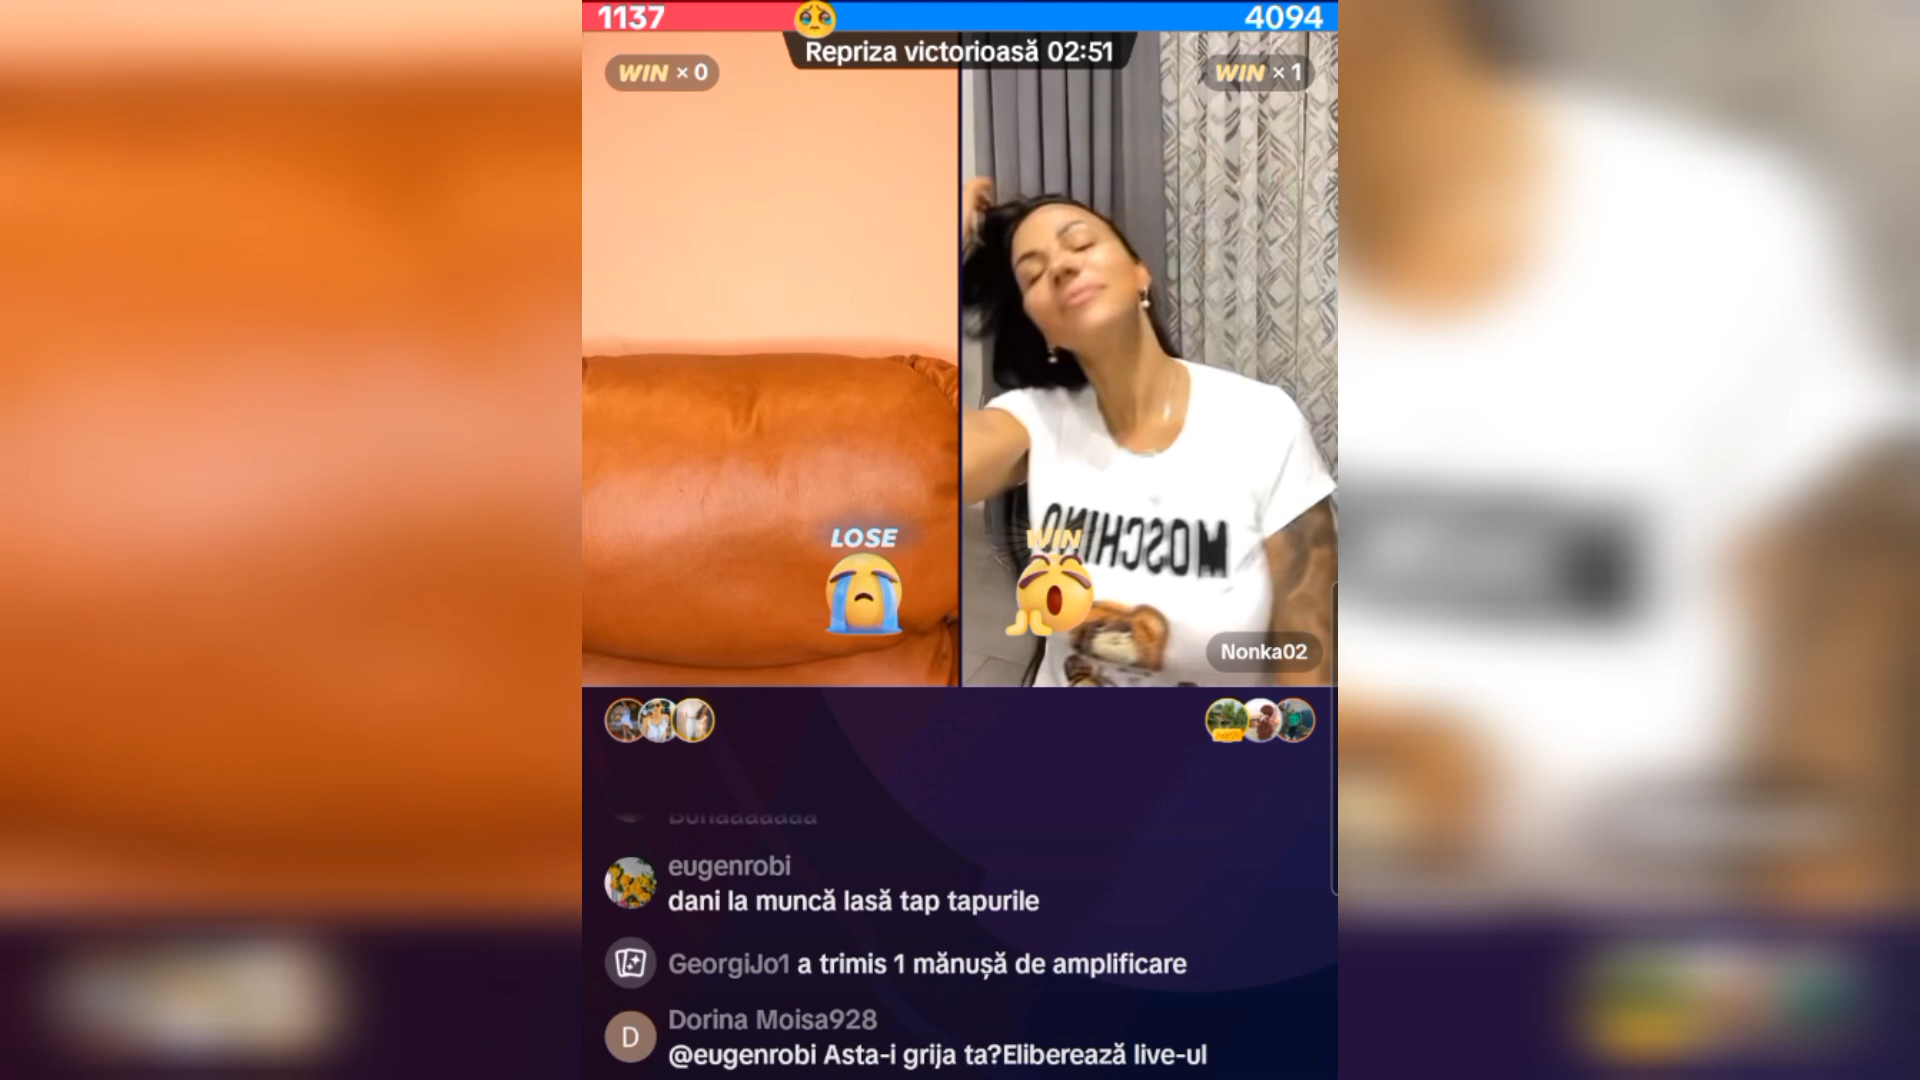 1137
4094
Repriza victorioasă 02:51
WIN × 0
WIN × 1
LOSE
WIN
MOSCHINO
Nonka02
eugenrobi
dani la muncă lasă tap tapurile
GeorgiJo1 a trimis 1 mănușă de amplificare
D
Dorina Moisa928
@eugenrobi Asta-i grija ta?Eliberează live-ul